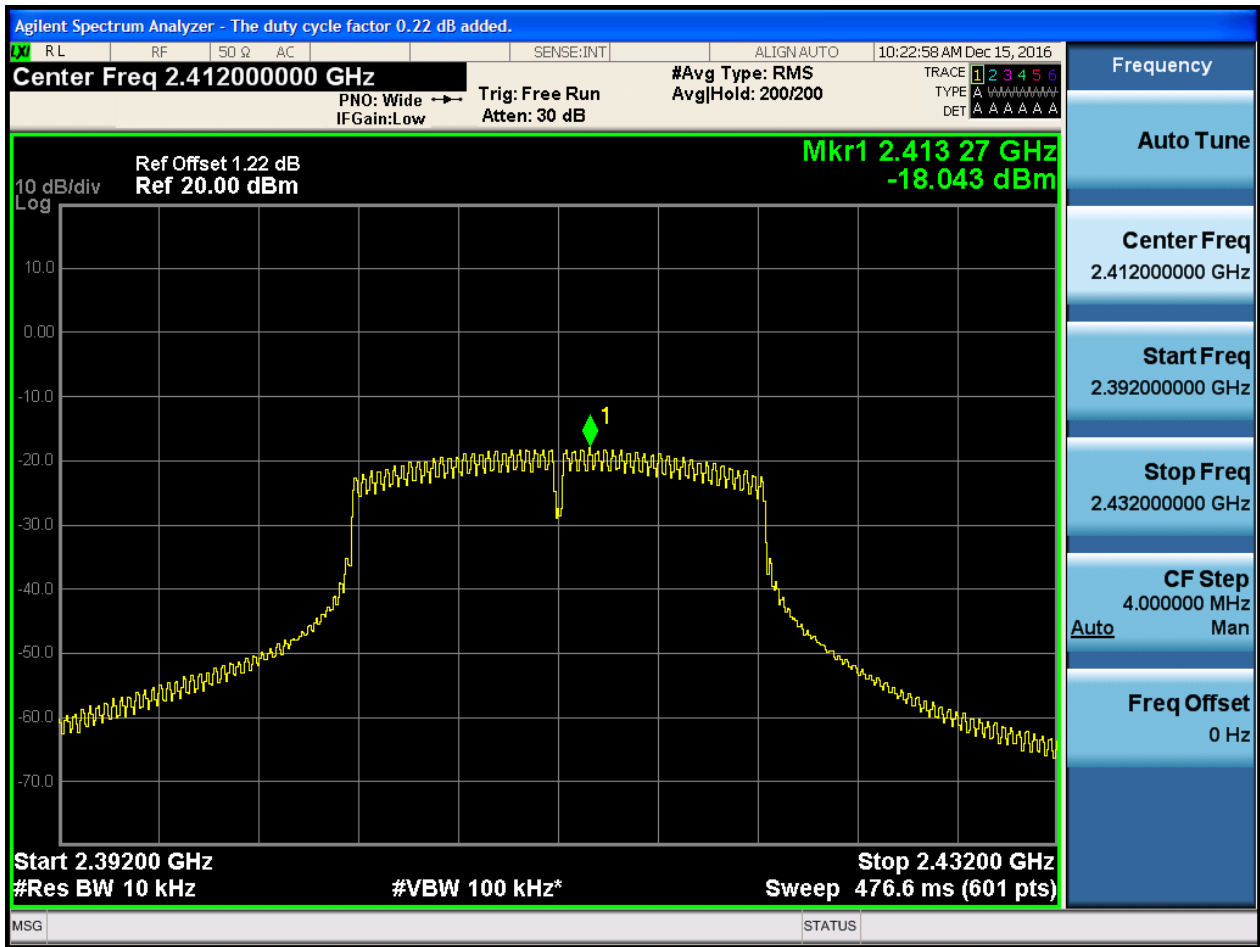 Agilent Spectrum Analyzer - The duty cycle factor 0.22 dB added.
LXI RL RF 50 Ω AC SENSE:INT ALIGN AUTO 10:22:58 AM Dec 15, 2016
Center Freq 2.412000000 GHz
PNO: Wide
IFGain:Low
Trig: Free Run
Atten: 30 dB
#Avg Type: RMS
Avg|Hold: 200/200
TRACE 1 2 3 4 5 6
TYPE A WWWWW
DET A A A A A A
Mkr1 2.413 27 GHz
-18.043 dBm
Ref Offset 1.22 dB
10 dB/div Ref 20.00 dBm
Log
10.0
0.00
-10.0
-20.0
-30.0
-40.0
-50.0
-60.0
-70.0
1
Start 2.39200 GHz Stop 2.43200 GHz
#Res BW 10 kHz #VBW 100 kHz* Sweep 476.6 ms (601 pts)
MSG STATUS
Frequency
Auto Tune
Center Freq
2.412000000 GHz
Start Freq
2.392000000 GHz
Stop Freq
2.432000000 GHz
CF Step
4.000000 MHz
Auto Man
Freq Offset
0 Hz